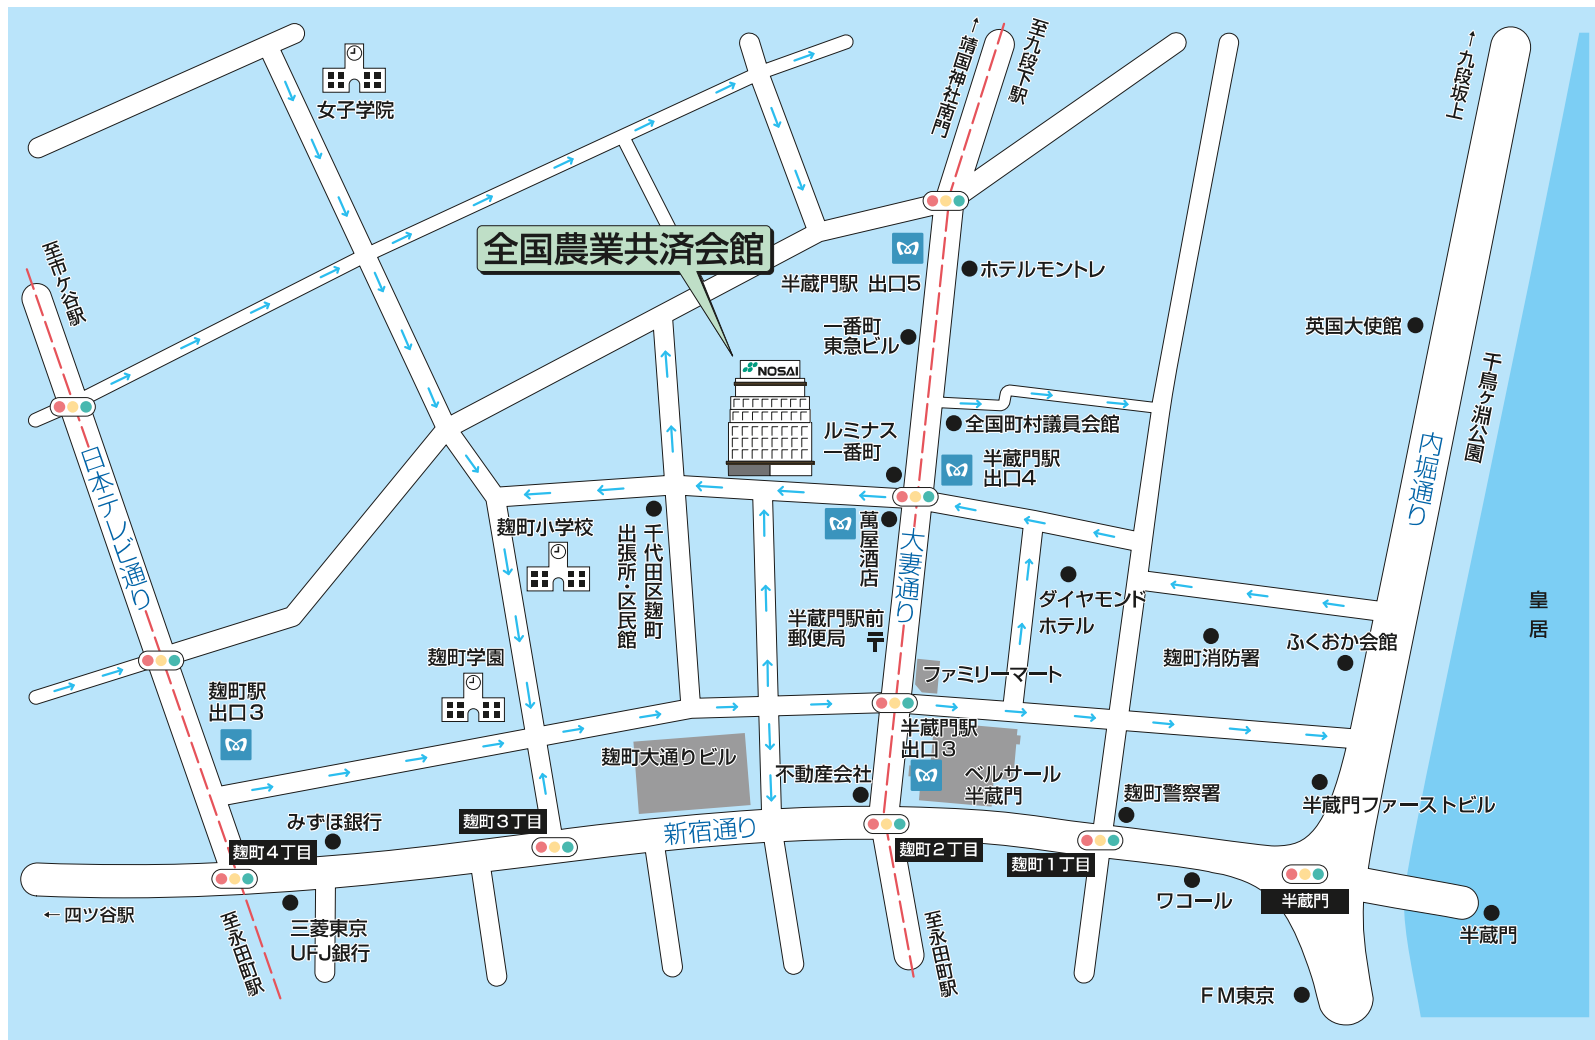 女子学院
←靖国神社南門
至九段下駅
←九段坂上
全国農業共済会館
至市ケ谷駅
半蔵門駅 出口5
ホテルモントレ
一番町
東急ビル
英国大使館
千鳥ヶ淵公園
NOSAI
ルミナス
一番町
全国町村議員会館
半蔵門駅
出口4
内堀通り
日本テレビ通り
麹町小学校
千代田区麹町
出張所・区民館
萬屋酒店
大妻通り
ダイヤモンド
ホテル
半蔵門駅前
郵便局
〒
皇居
麹町消防署
ふくおか会館
麹町学園
ファミリーマート
麹町駅
出口3
半蔵門駅
出口3
麹町大通りビル
不動産会社
ベルサール
半蔵門
麹町警察署
半蔵門ファーストビル
みずほ銀行
麹町3丁目
新宿通り
麹町4丁目
麹町2丁目
麹町1丁目
半蔵門
ワコール
←四ツ谷駅
三菱東京
UFJ銀行
至永田町駅
至永田町駅
半蔵門
FM東京